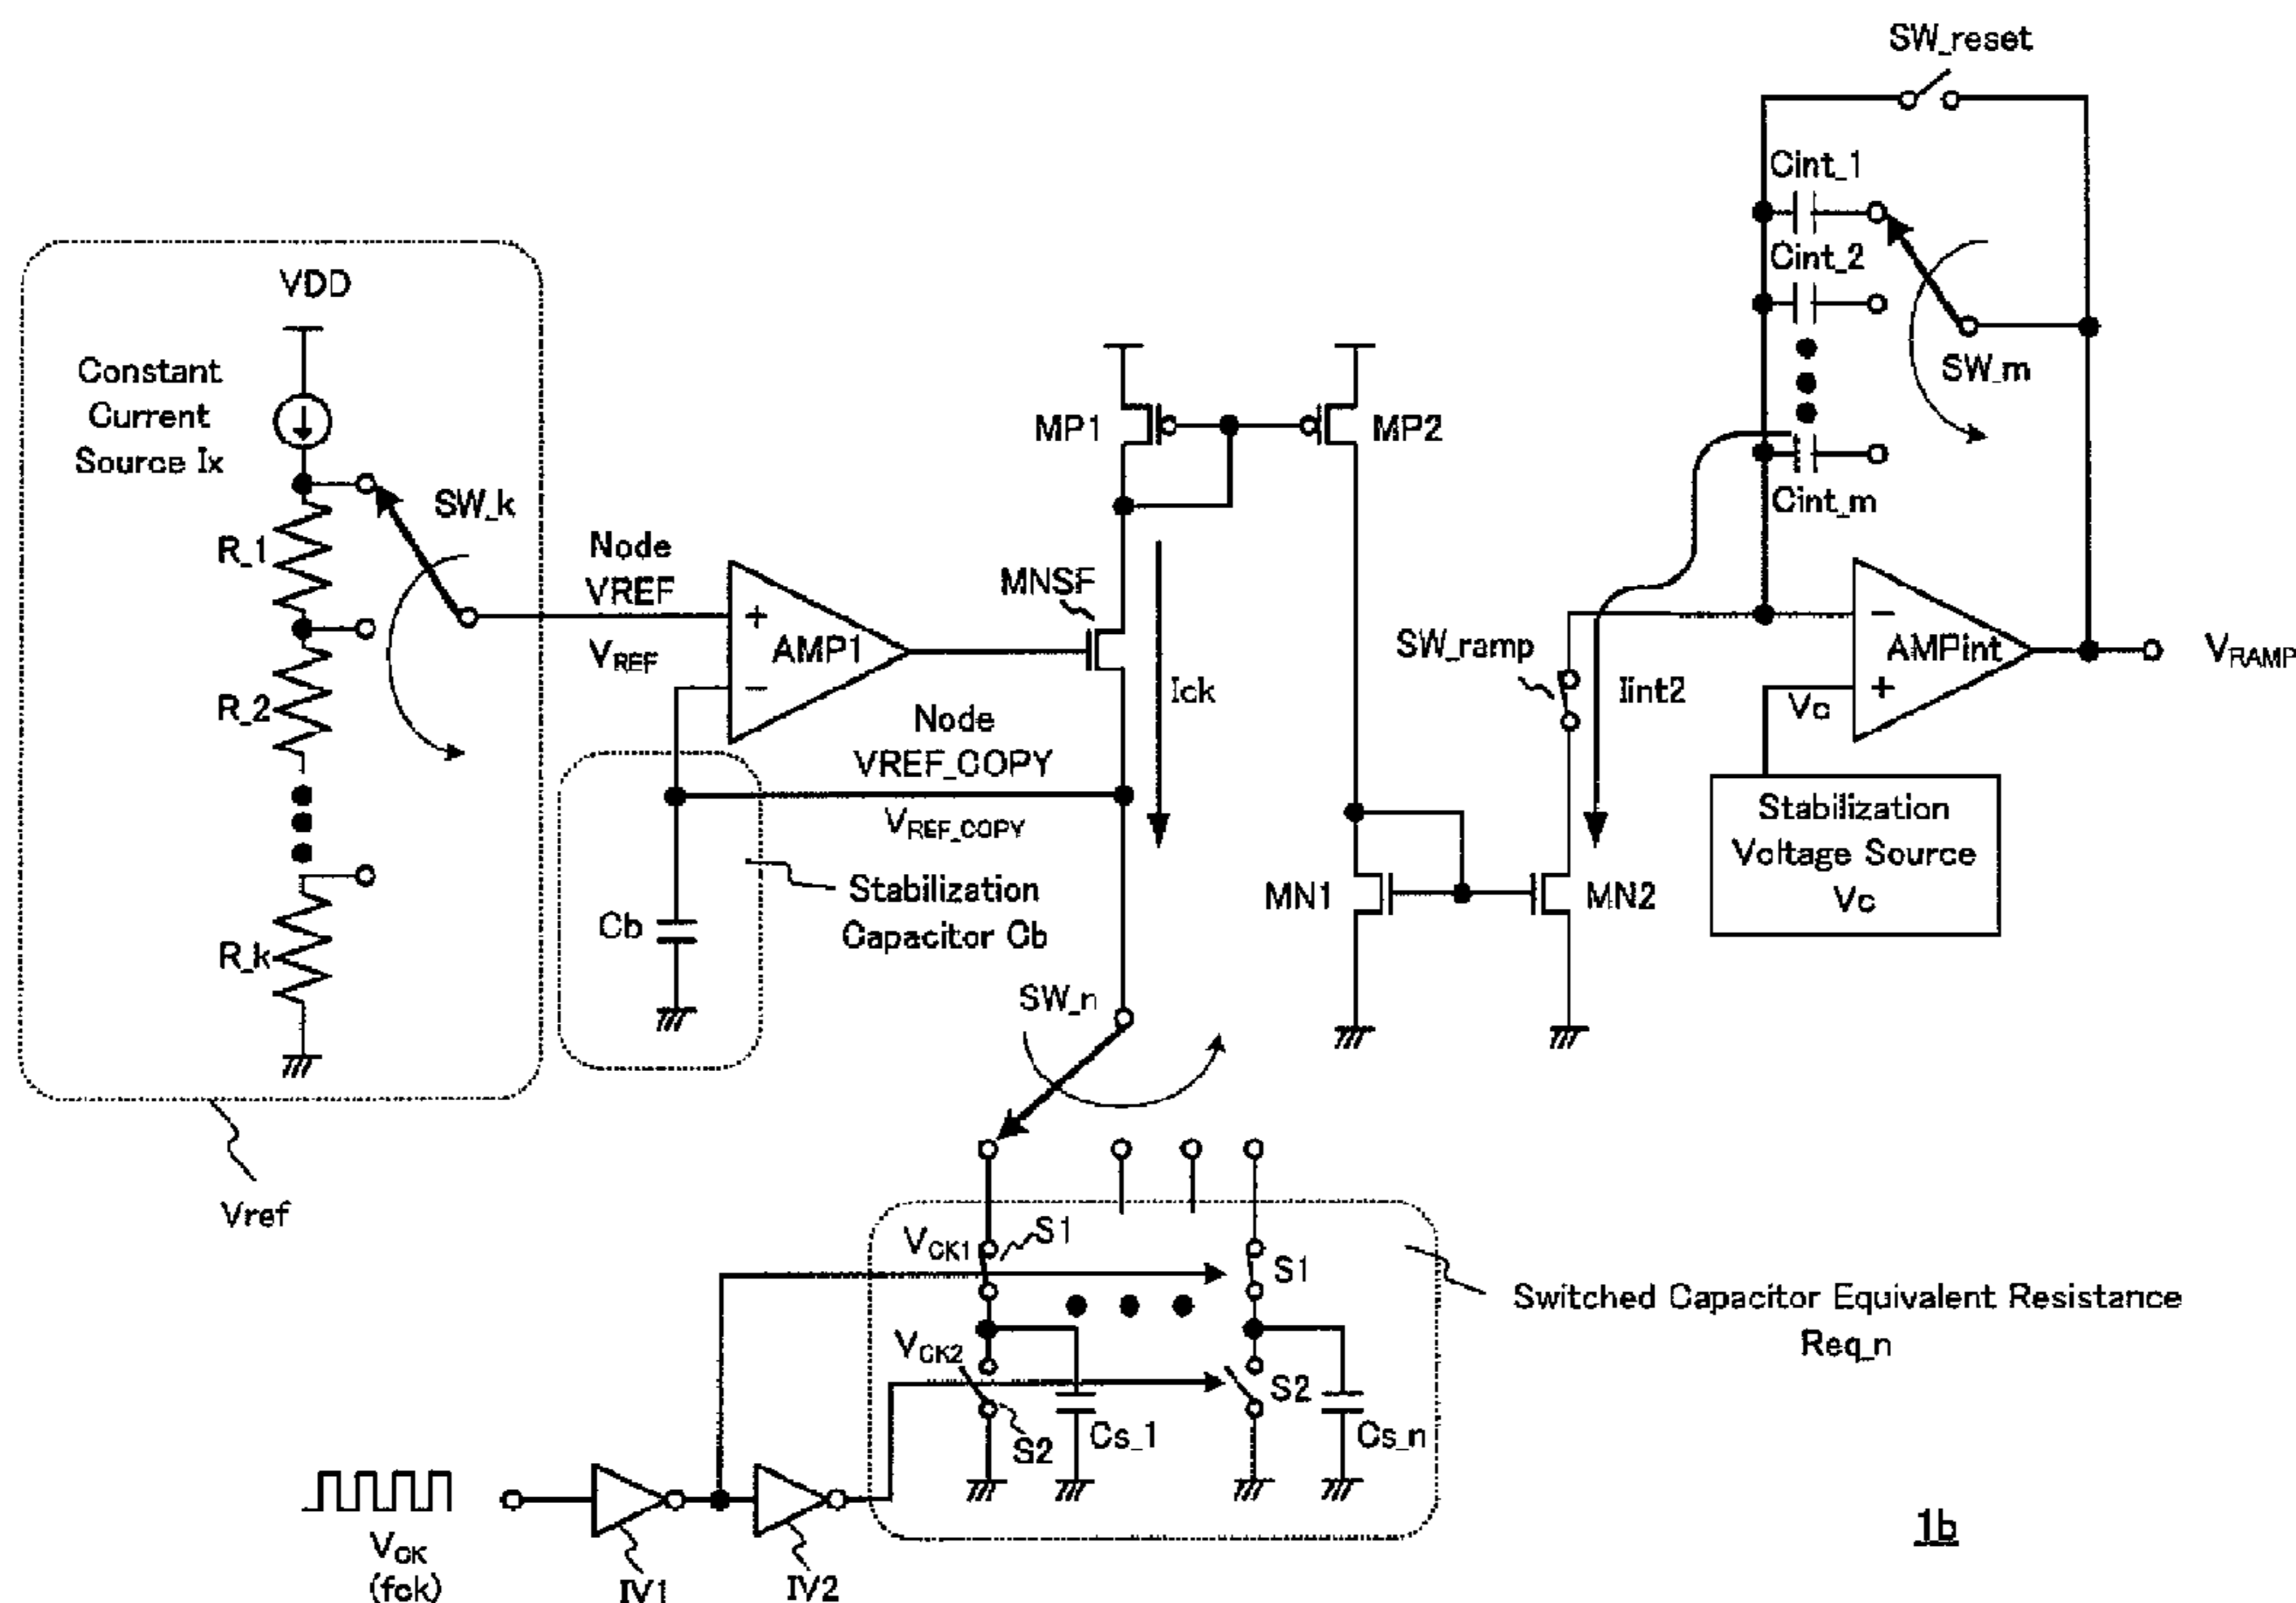 SW_reset
Cint_1
Cint_2
SW_m
Cint_m
VDD
Constant
Current
Source Ix
SW_k
R_1
R_2
R_k
Vref
Node
VREF
VREF
AMP1
+
−
MP1
MP2
MNSF
Ick
Node
VREF_COPY
VREF_COPY
Cb
Stabilization
Capacitor Cb
SW_n
SW_ramp
Iint2
AMPint
−
+
Vc
VRAMP
Stabilization
Voltage Source
Vc
MN1
MN2
VCK1
S1
S1
VCK2
S2
S2
Cs_1
Cs_n
Switched Capacitor Equivalent Resistance
Req_n
VCK
(fck)
IV1
IV2
1b